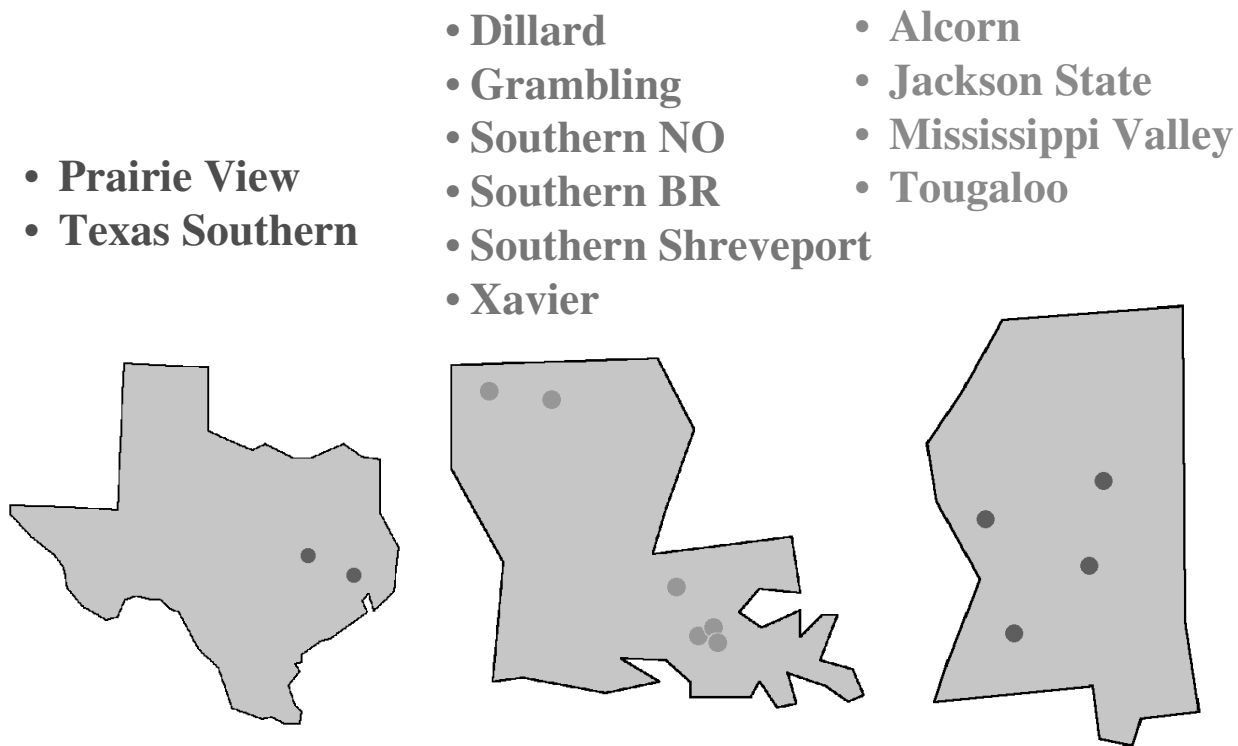 • Prairie View
• Texas Southern
• Dillard
• Grambling
• Southern NO
• Southern BR
• Southern Shreveport
• Xavier
• Alcorn
• Jackson State
• Mississippi Valley
• Tougaloo